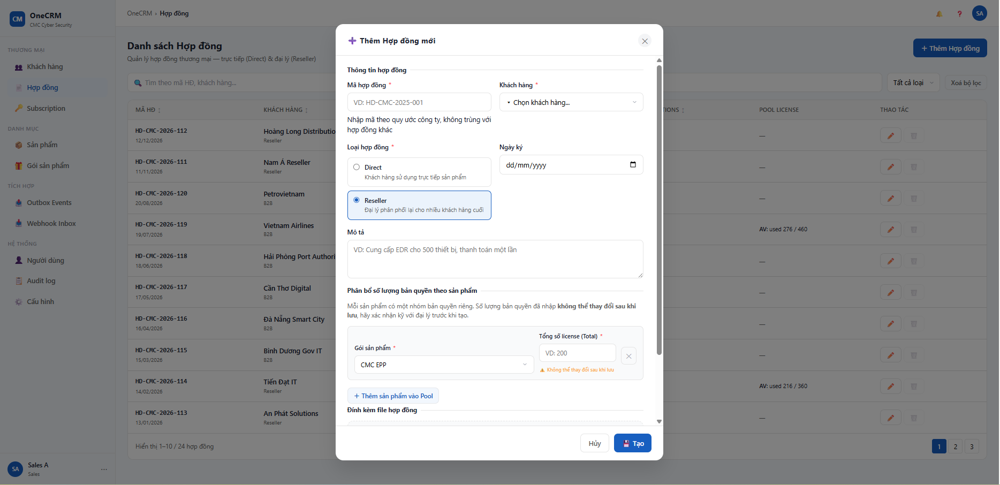 CM
OneCRM
CMC Cyber Security
THƯƠNG MẠI
Khách hàng
Hợp đồng
Subscription
DANH MỤC
Sản phẩm
Gói sản phẩm
TÍCH HỢP
Outbox Events
Webhook Inbox
HỆ THỐNG
Người dùng
Audit log
Cấu hình
SA
Sales A
Sales
...
OneCRM › Hợp đồng
SA
Danh sách Hợp đồng
Quản lý hợp đồng thương mại — trực tiếp (Direct) & đại lý (Reseller)
+ Thêm Hợp đồng
Tìm theo mã HĐ, khách hàng...
Tất cả loại
Xoá bộ lọc
MÃ HĐ
KHÁCH HÀNG
IONS
POOL LICENSE
THAO TÁC
HD-CMC-2026-112
12/12/2026
Hoàng Long Distributio
Reseller
—
HD-CMC-2026-111
11/11/2026
Nam Á Reseller
Reseller
—
HD-CMC-2026-120
20/08/2026
Petrovietnam
B2B
—
HD-CMC-2026-119
19/07/2026
Vietnam Airlines
B2B
AV: used 276 / 460
HD-CMC-2026-118
18/06/2026
Hải Phòng Port Authori
B2B
—
HD-CMC-2026-117
17/05/2026
Cần Thơ Digital
B2B
—
HD-CMC-2026-116
16/04/2026
Đà Nẵng Smart City
B2B
—
HD-CMC-2026-115
15/03/2026
Bình Dương Gov IT
B2B
—
HD-CMC-2026-114
14/02/2026
Tiến Đạt IT
Reseller
AV: used 216 / 360
HD-CMC-2026-113
13/01/2026
An Phát Solutions
Reseller
—
Hiển thị 1–10 / 24 hợp đồng
1 2 3
Thêm Hợp đồng mới
Thông tin hợp đồng
Mã hợp đồng *
VD: HD-CMC-2025-001
Nhập mã theo quy ước công ty, không trùng với
hợp đồng khác
Khách hàng *
Chọn khách hàng...
Loại hợp đồng *
Direct
Khách hàng sử dụng trực tiếp sản phẩm
Reseller
Đại lý phân phối lại cho nhiều khách hàng cuối
Ngày ký
dd/mm/yyyy
Mô tả
VD: Cung cấp EDR cho 500 thiết bị, thanh toán một lần
Phân bổ số lượng bản quyền theo sản phẩm
Mỗi sản phẩm có một nhóm bản quyền riêng. Số lượng bản quyền đã nhập không thể thay đổi sau khi
lưu, hãy xác nhận kỹ với đại lý trước khi tạo.
Gói sản phẩm *
CMC EPP
Tổng số license (Total) *
VD: 200
Không thể thay đổi sau khi lưu
+ Thêm sản phẩm vào Pool
Đính kèm file hợp đồng
Hủy
Tạo